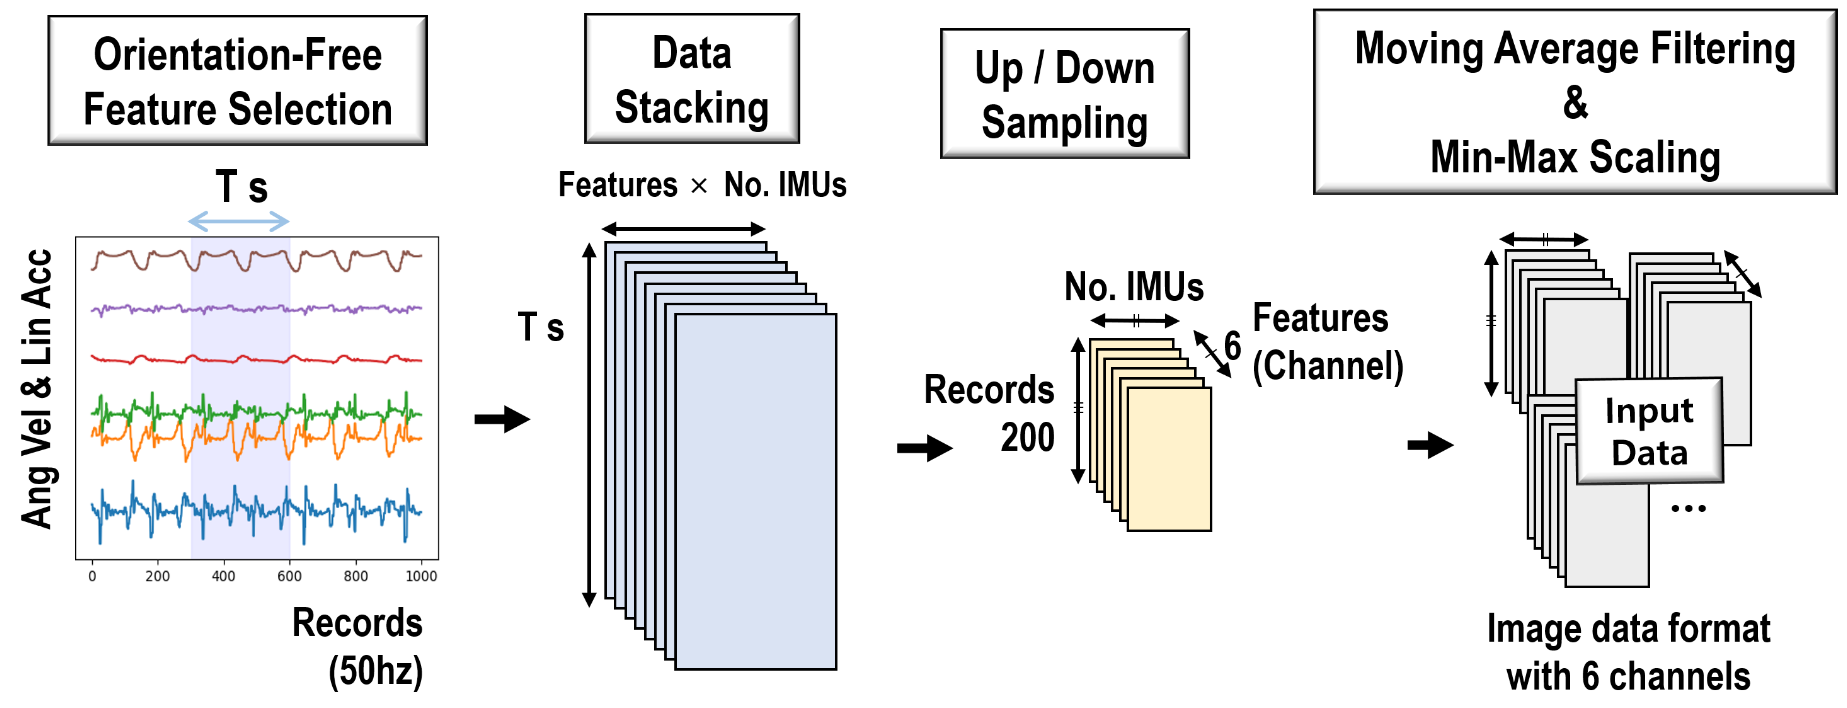 Orientation-Free
Feature Selection
T s
Ang Vel & Lin Acc
0 200 400 600 800 1000
Records
(50hz)
Data
Stacking
Features × No. IMUs
T s
Up / Down
Sampling
No. IMUs
6
Features
(Channel)
Records
200
Moving Average Filtering
&
Min-Max Scaling
Input
Data
...
Image data format
with 6 channels